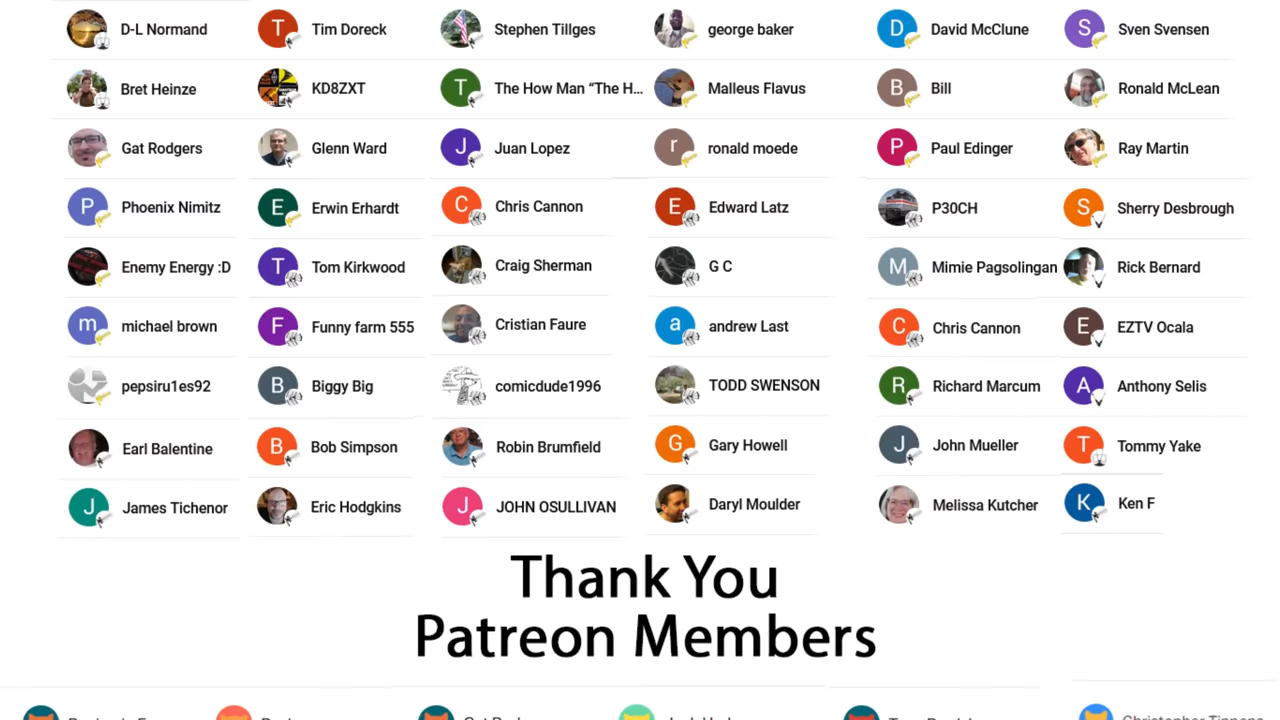 D-L Normand
T Tim Doreck
Stephen Tillges
george baker
D David McClune
S Sven Svensen
Bret Heinze
KD8ZXT
T The How Man “The H...
Malleus Flavus
B Bill
Ronald McLean
Gat Rodgers
Glenn Ward
J Juan Lopez
r ronald moede
P Paul Edinger
Ray Martin
P Phoenix Nimitz
E Erwin Erhardt
C Chris Cannon
E Edward Latz
P30CH
S Sherry Desbrough
Enemy Energy :D
T Tom Kirkwood
Craig Sherman
G C
M Mimie Pagsolingan
Rick Bernard
m michael brown
F Funny farm 555
Cristian Faure
a andrew Last
C Chris Cannon
E EZTV Ocala
pepsiru1es92
B Biggy Big
comicdude1996
TODD SWENSON
R Richard Marcum
A Anthony Selis
Earl Balentine
B Bob Simpson
Robin Brumfield
G Gary Howell
J John Mueller
T Tommy Yake
J James Tichenor
Eric Hodgkins
J JOHN OSULLIVAN
Daryl Moulder
Melissa Kutcher
K Ken F
Thank You
Patreon Members